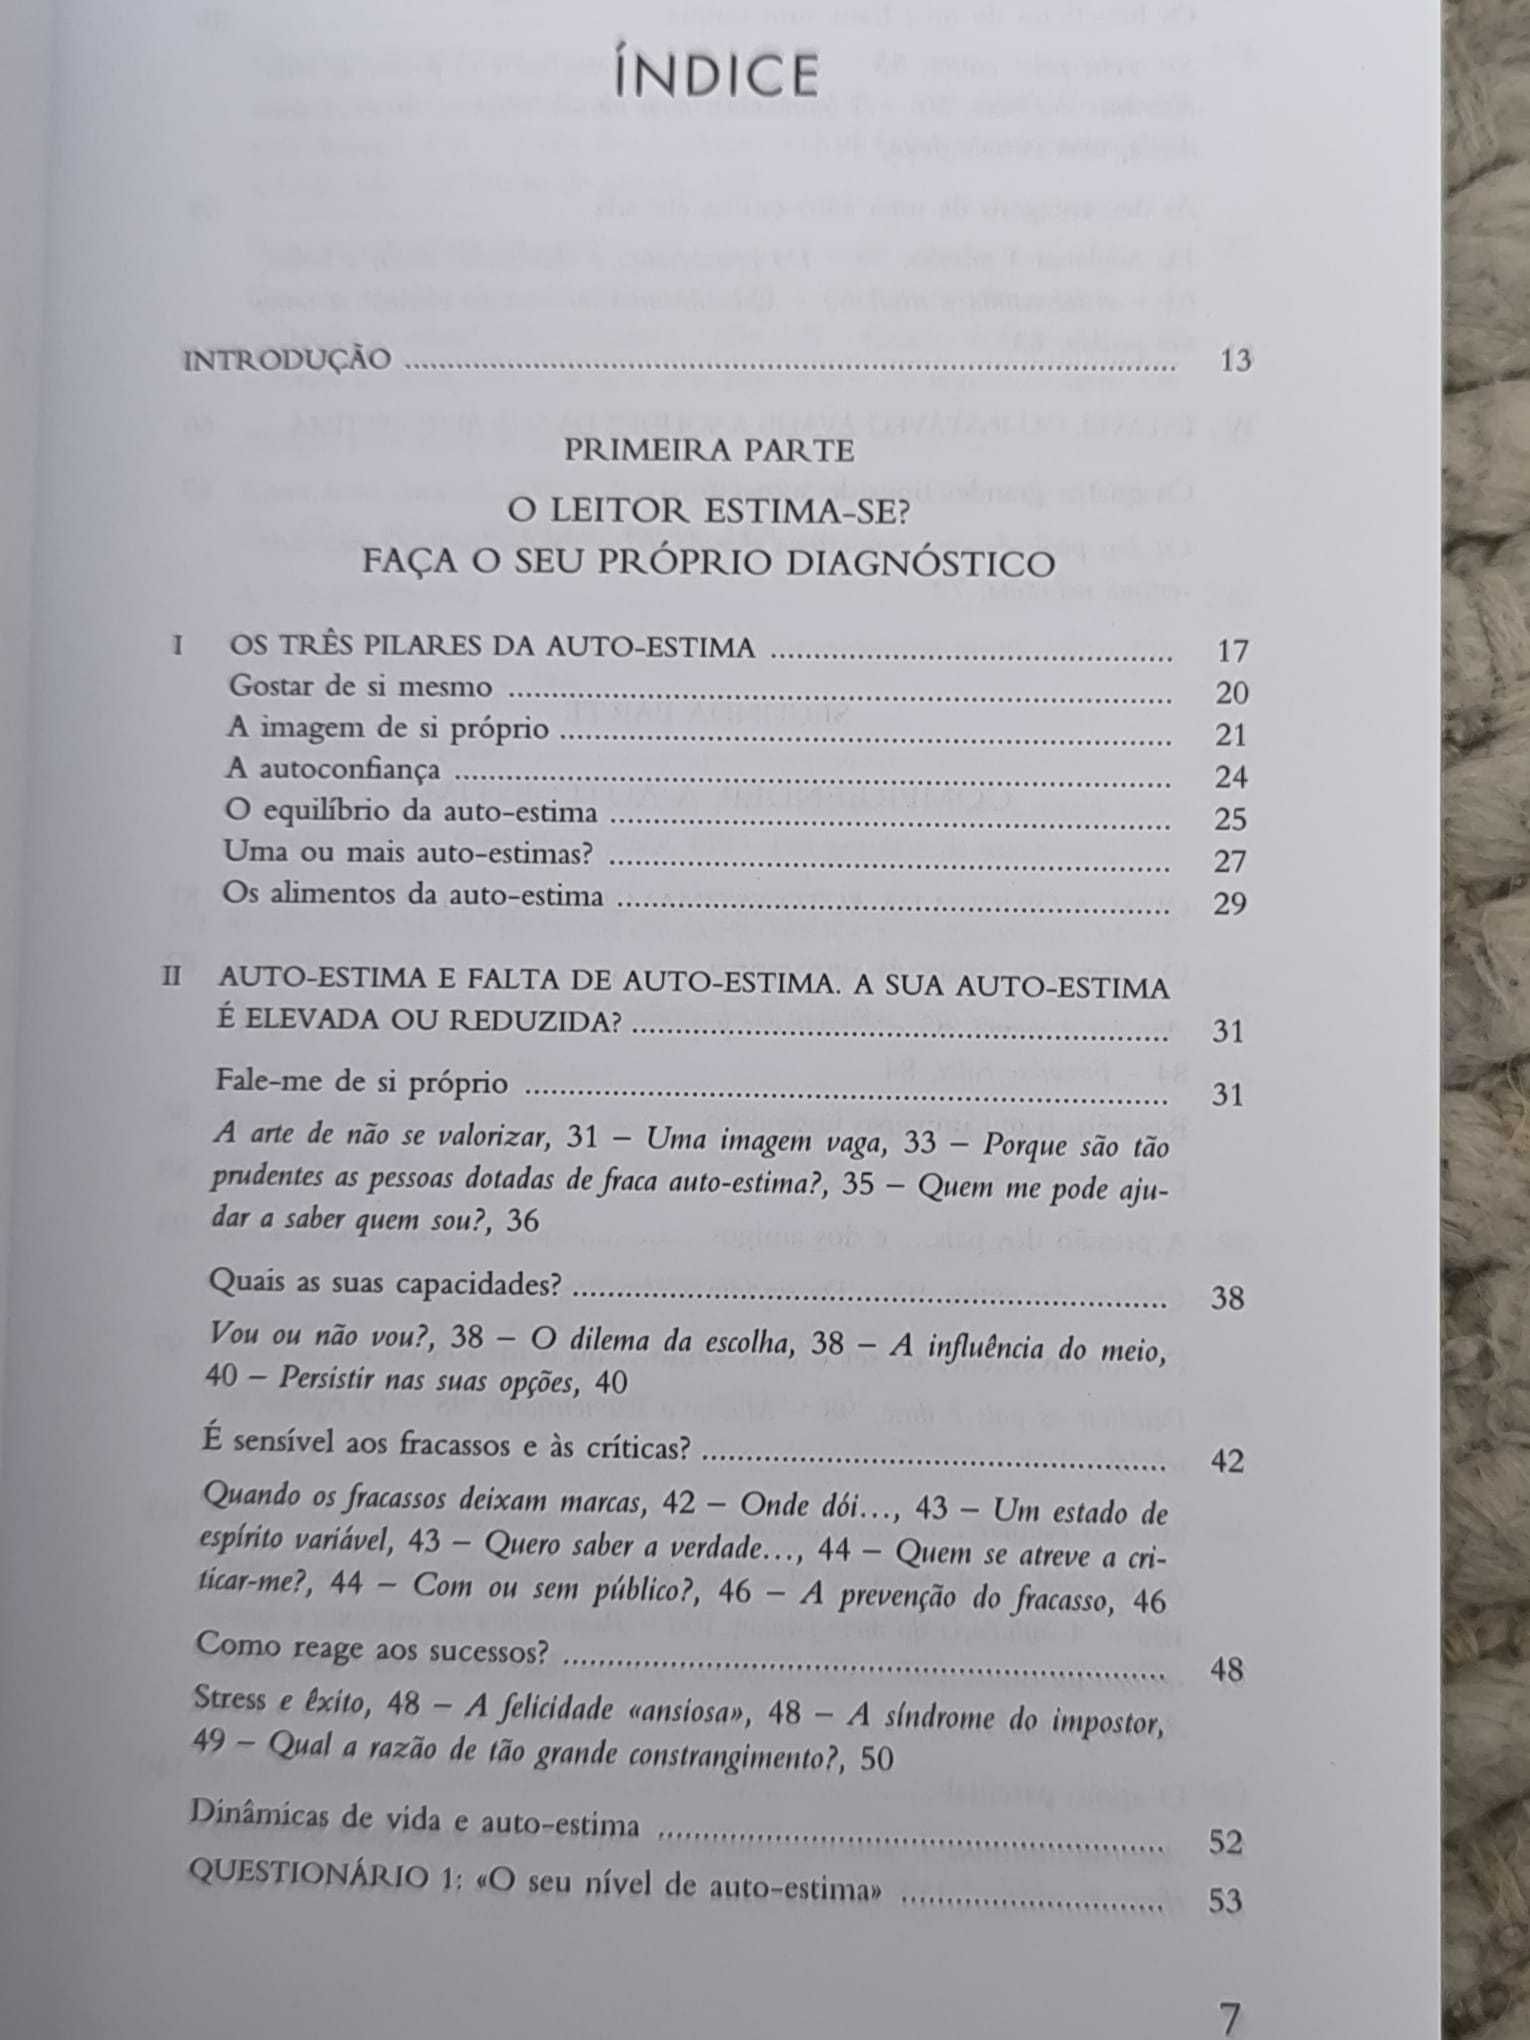 ÍNDICE
INTRODUÇÃO ........ 13
PRIMEIRA PARTE
O LEITOR ESTIMA-SE?
FAÇA O SEU PRÓPRIO DIAGNÓSTICO
I OS TRÊS PILARES DA AUTO-ESTIMA ........ 17
Gostar de si mesmo ........ 20
A imagem de si próprio ........ 21
A autoconfiança ........ 24
O equilíbrio da auto-estima ........ 25
Uma ou mais auto-estimas? ........ 27
Os alimentos da auto-estima ........ 29
II AUTO-ESTIMA E FALTA DE AUTO-ESTIMA. A SUA AUTO-ESTIMA
É ELEVADA OU REDUZIDA? ........ 31
Fale-me de si próprio ........ 31
A arte de não se valorizar, 31 – Uma imagem vaga, 33 – Porque são tão
prudentes as pessoas dotadas de fraca auto-estima?, 35 – Quem me pode aju-
dar a saber quem sou?, 36
Quais as suas capacidades? ........ 38
Vou ou não vou?, 38 – O dilema da escolha, 38 – A influência do meio,
40 – Persistir nas suas opções, 40
É sensível aos fracassos e às críticas? ........ 42
Quando os fracassos deixam marcas, 42 – Onde dói..., 43 – Um estado de
espírito variável, 43 – Quero saber a verdade..., 44 – Quem se atreve a cri-
ticar-me?, 44 – Com ou sem público?, 46 – A prevenção do fracasso, 46
Como reage aos sucessos? ........ 48
Stress e êxito, 48 – A felicidade «ansiosa», 48 – A síndrome do impostor,
49 – Qual a razão de tão grande constrangimento?, 50
Dinâmicas de vida e auto-estima ........ 52
QUESTIONÁRIO 1: «O seu nível de auto-estima» ........ 53
7